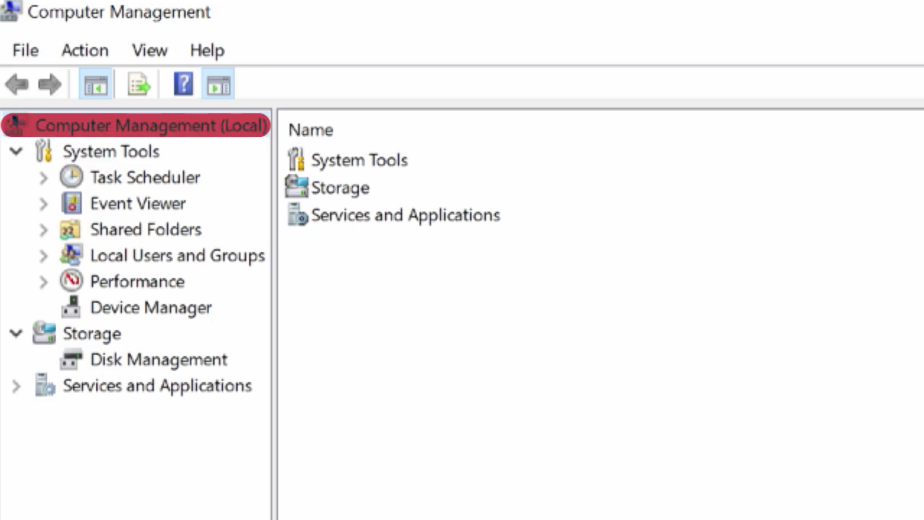 Computer Management
File Action View Help
Computer Management (Local)
System Tools
Task Scheduler
Event Viewer
Shared Folders
Local Users and Groups
Performance
Device Manager
Storage
Disk Management
Services and Applications
Name
System Tools
Storage
Services and Applications